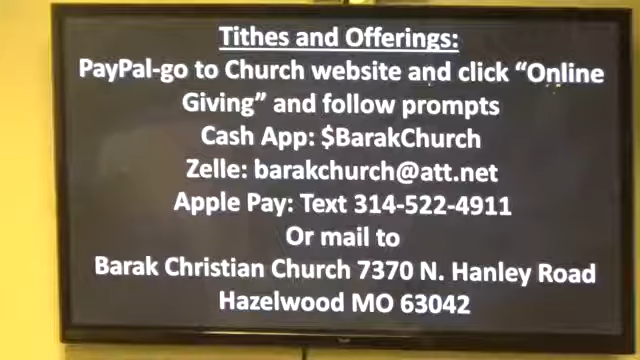 Tithes and Offerings:
PayPal-go to Church website and click “Online
Giving” and follow prompts
Cash App: $BarakChurch
Zelle: barakchurch@att.net
Apple Pay: Text 314-522-4911
Or mail to
Barak Christian Church 7370 N. Hanley Road
Hazelwood MO 63042